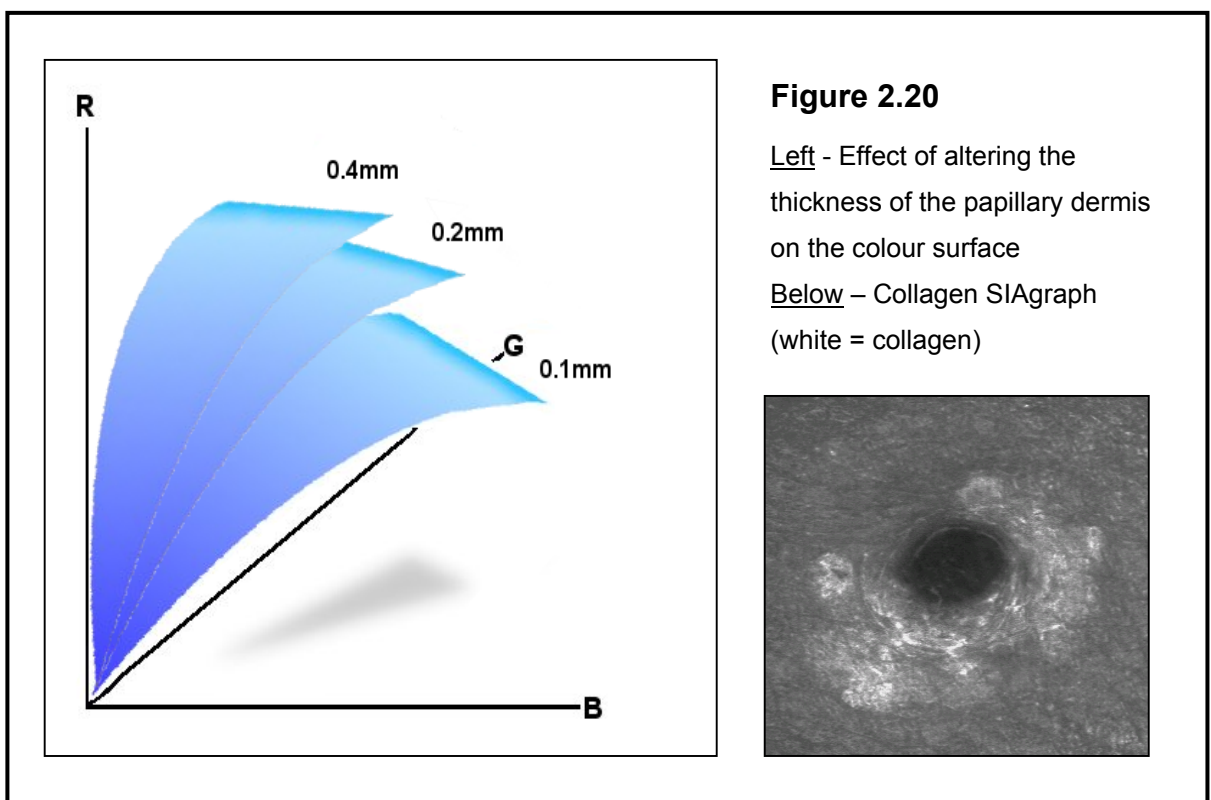 R
0.4mm
0.2mm
G
0.1mm
B
Figure 2.20
Left - Effect of altering the
thickness of the papillary dermis
on the colour surface
Below – Collagen SIAgraph
(white = collagen)